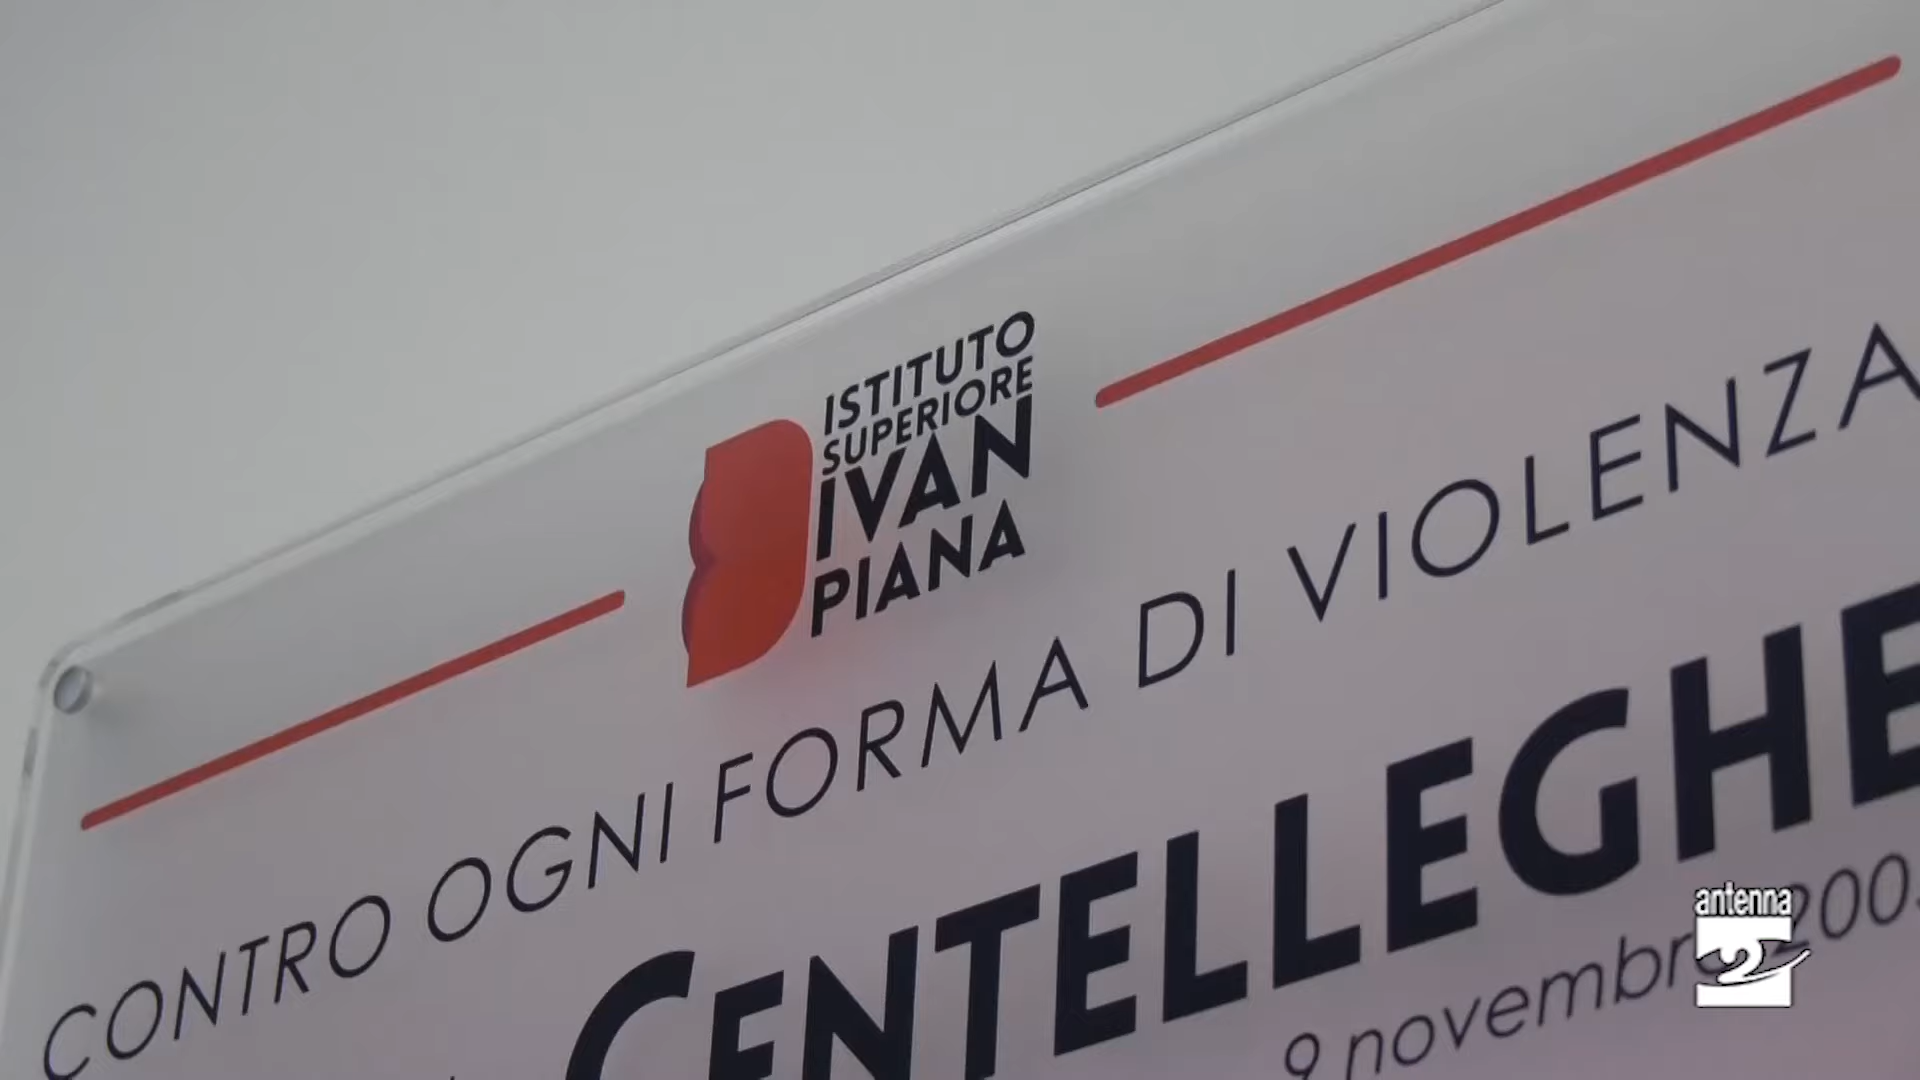 ISTITUTO
SUPERIORE
IVAN
PIANA
CONTRO OGNI FORMA DI VIOLENZA
CENTELLEGHE
9 novembre 200
antenna
2